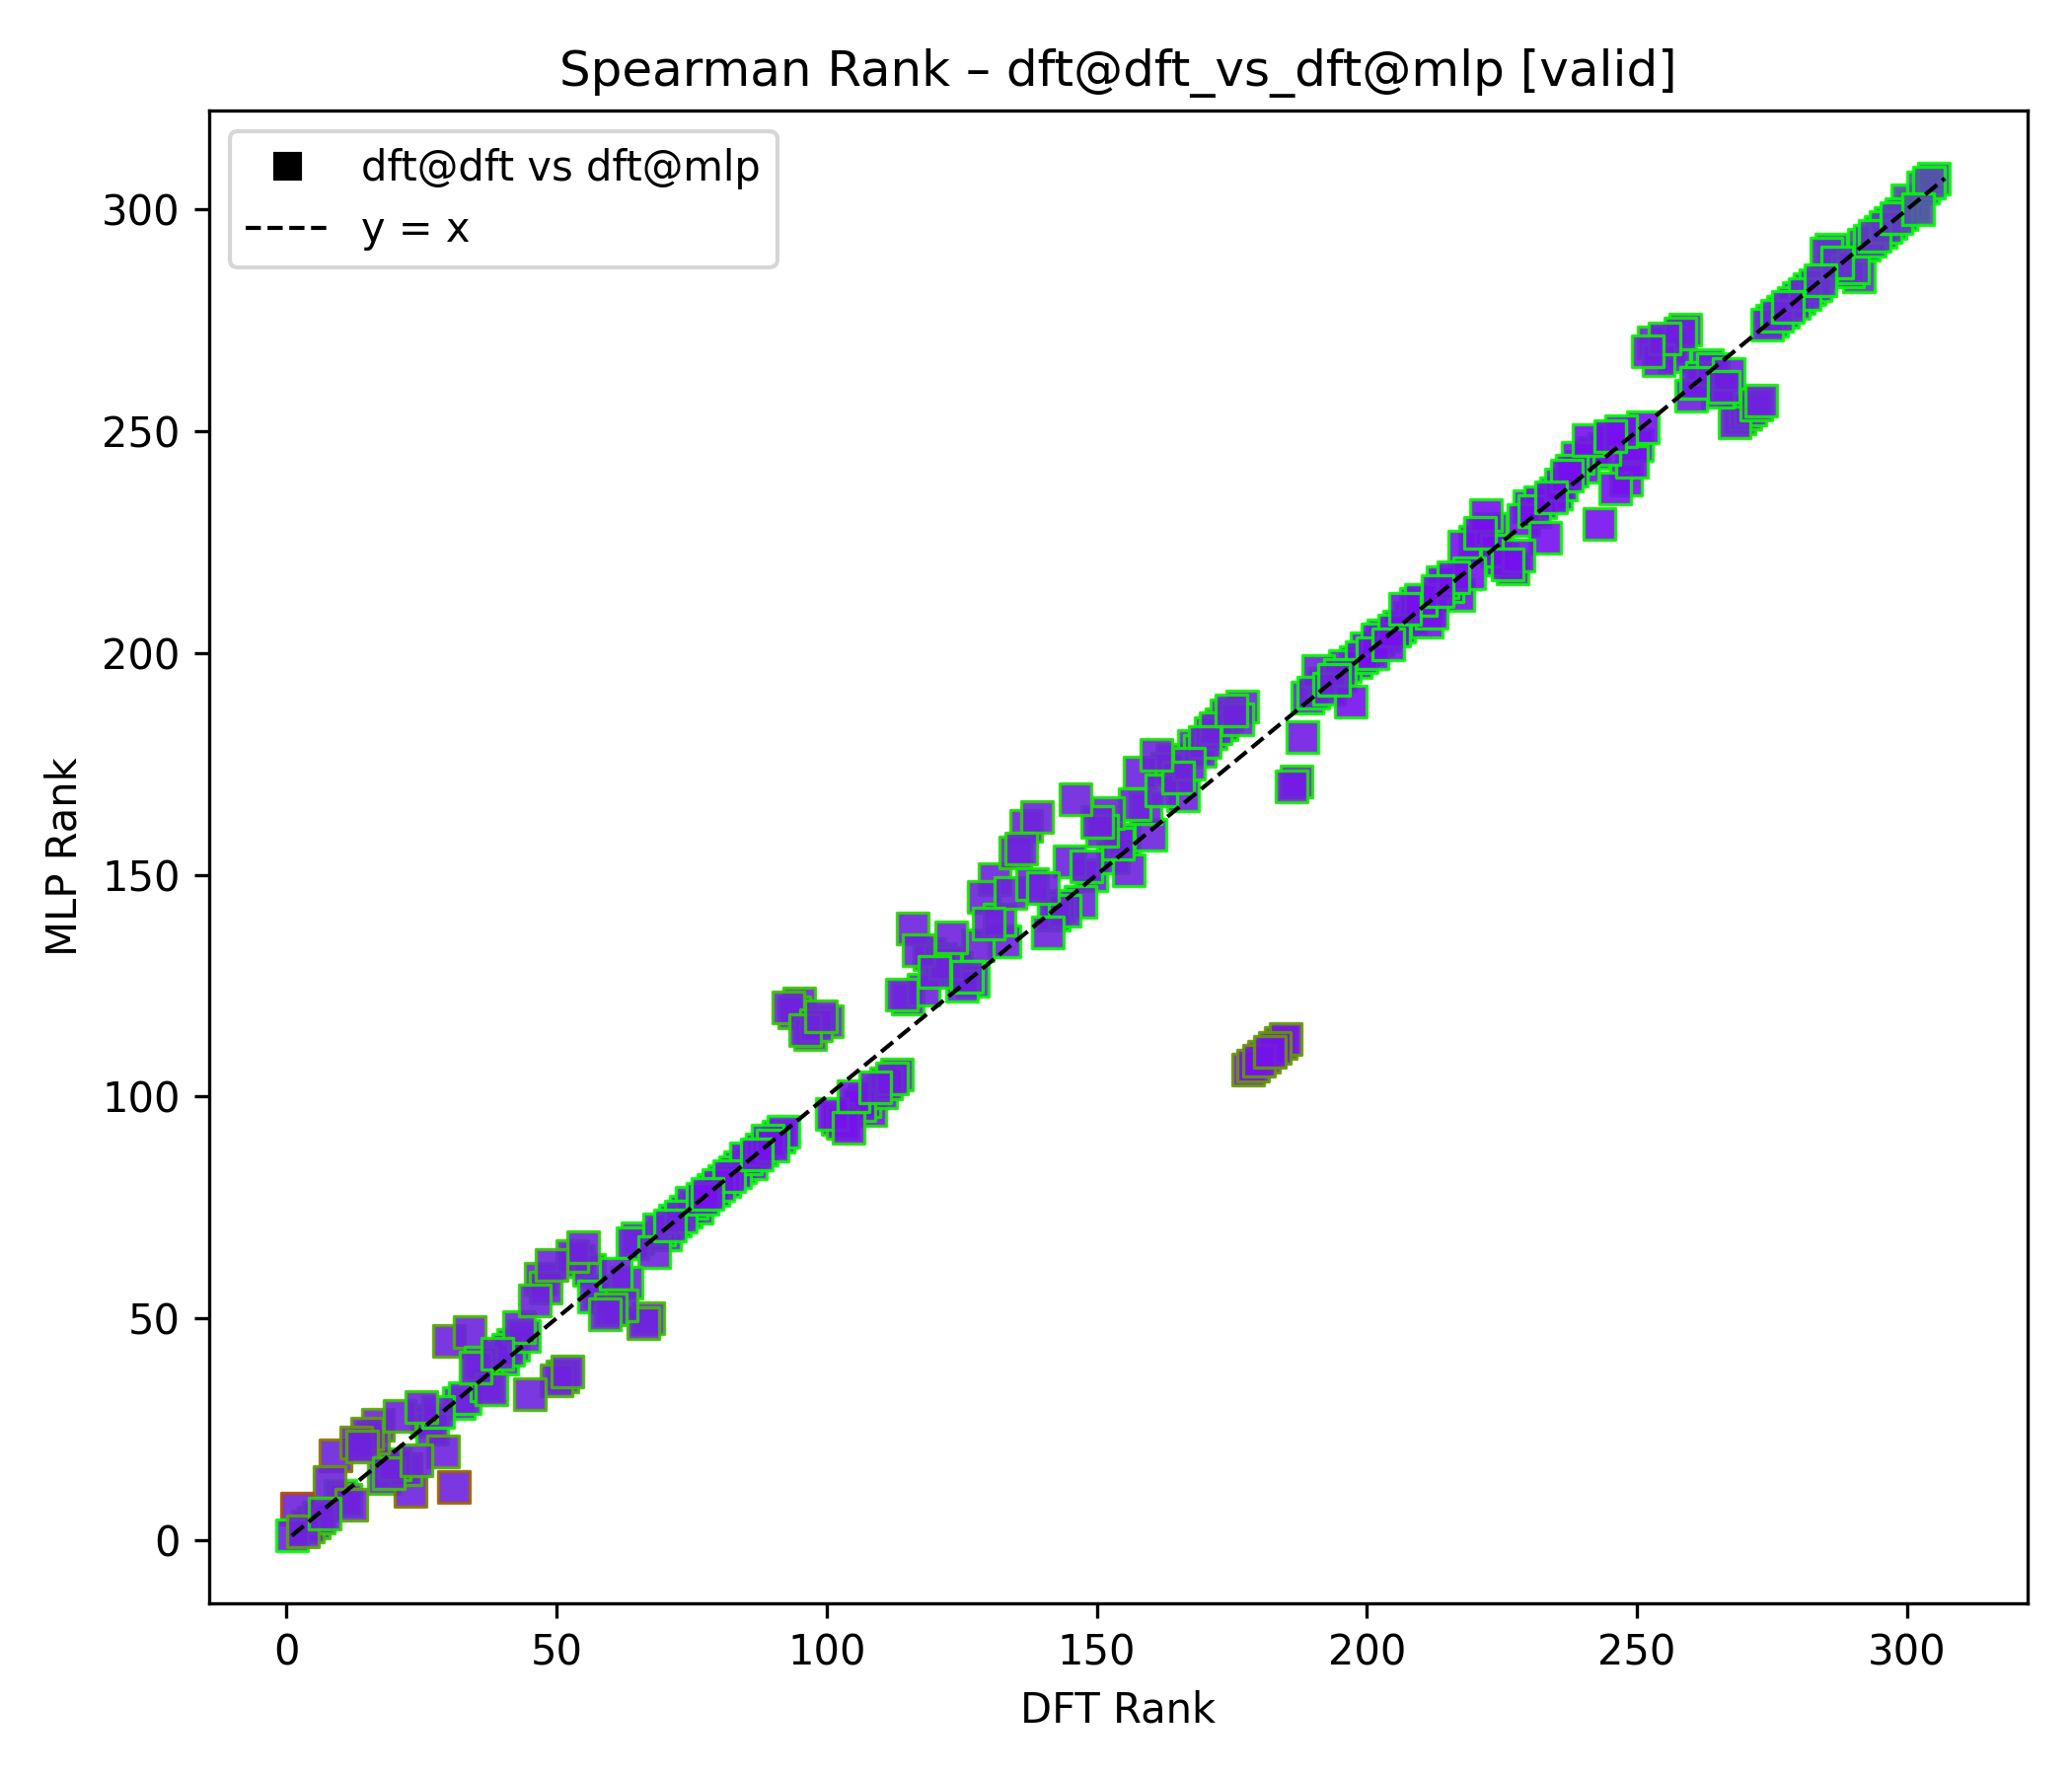 Spearman Rank – dft@dft_vs_dft@mlp [valid]
dft@dft vs dft@mlp
y = x
300
250
200
150
100
50
0
MLP Rank
0 50 100 150 200 250 300
DFT Rank